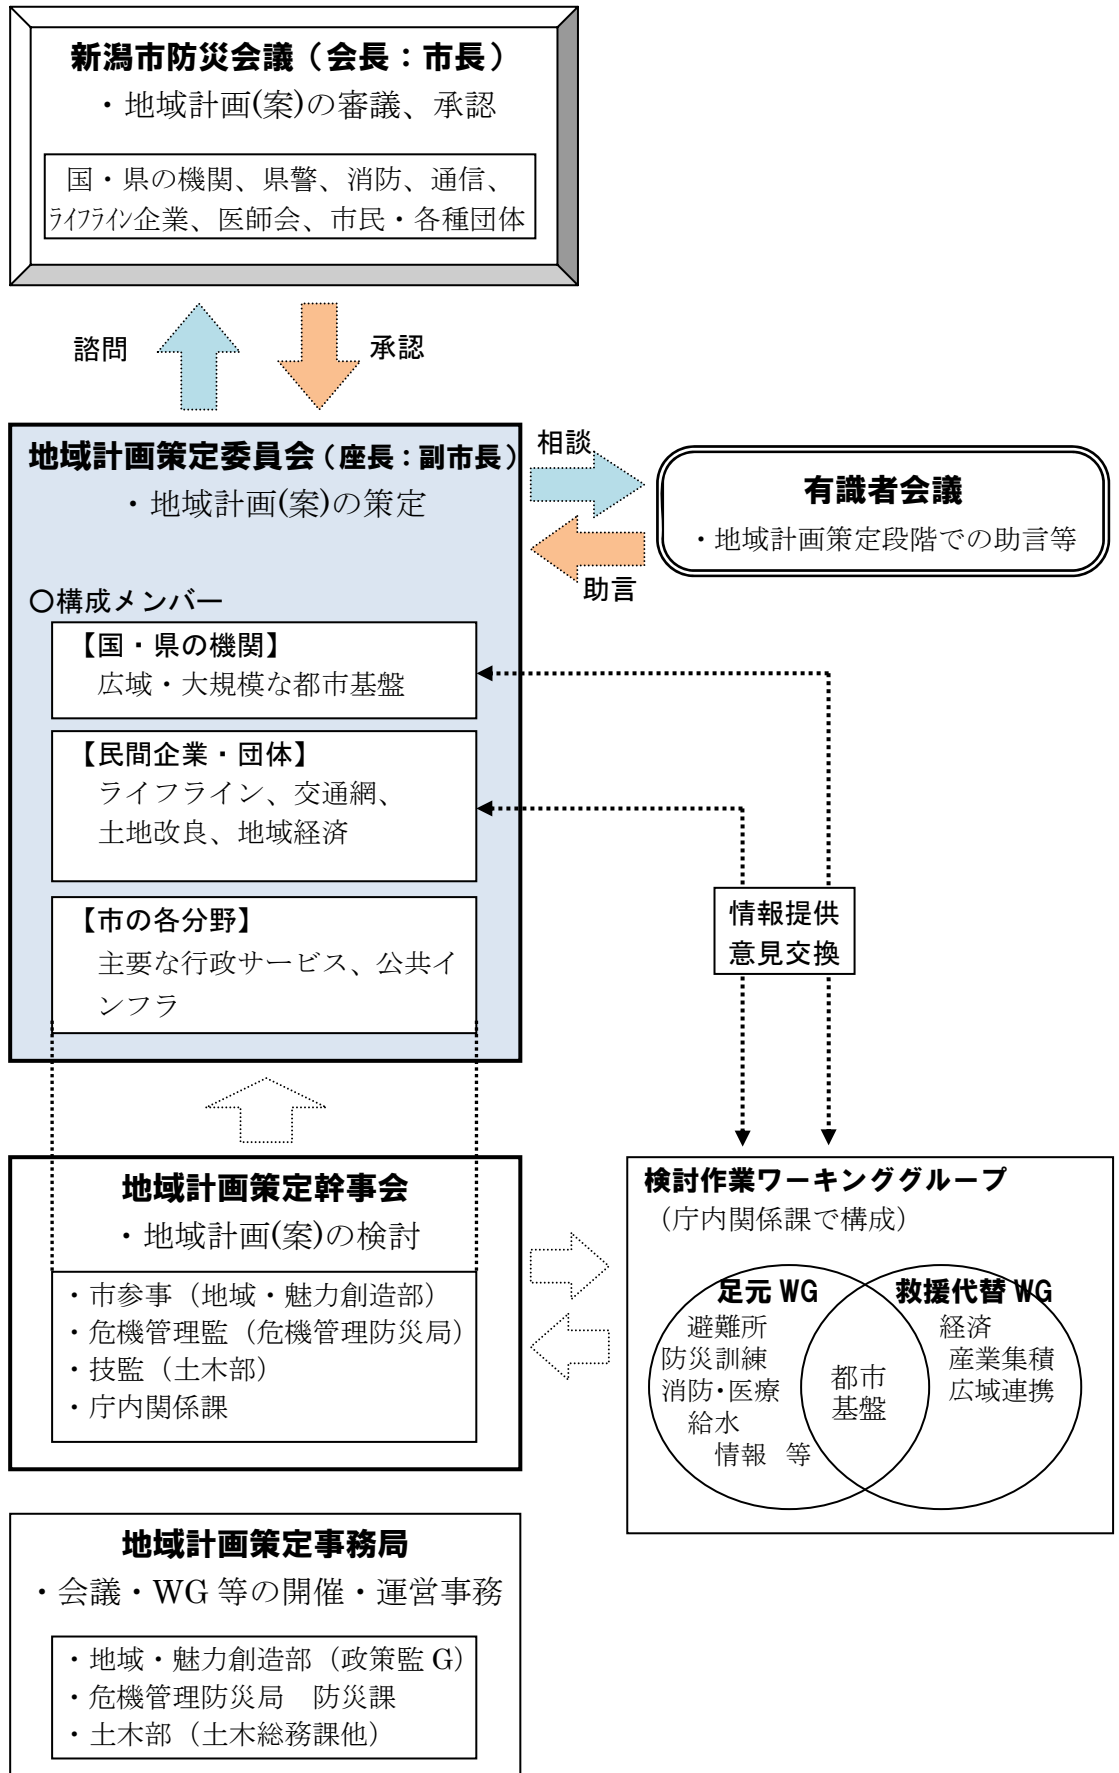 新潟市防災会議（会長：市長）
・地域計画(案)の審議、承認
国・県の機関、県警、消防、通信、
ﾗｲﾌﾗｲﾝ企業、医師会、市民・各種団体
諮問
承認
地域計画策定委員会（座長：副市長）
・地域計画(案)の策定
相談
有識者会議
・地域計画策定段階での助言等
助言
〇構成メンバー
【国・県の機関】
広域・大規模な都市基盤
【民間企業・団体】
ライフライン、交通網、
土地改良、地域経済
【市の各分野】
主要な行政サービス、公共イ
ンフラ
情報提供
意見交換
地域計画策定幹事会
・地域計画(案)の検討
・市参事（地域・魅力創造部）
・危機管理監（危機管理防災局）
・技監（土木部）
・庁内関係課
検討作業ワーキンググループ
（庁内関係課で構成）
足元 WG
避難所
防災訓練
消防・医療
給水
情報　等
都市
基盤
救援代替 WG
経済
産業集積
広域連携
地域計画策定事務局
・会議・WG 等の開催・運営事務
・地域・魅力創造部（政策監 G）
・危機管理防災局　防災課
・土木部（土木総務課他）